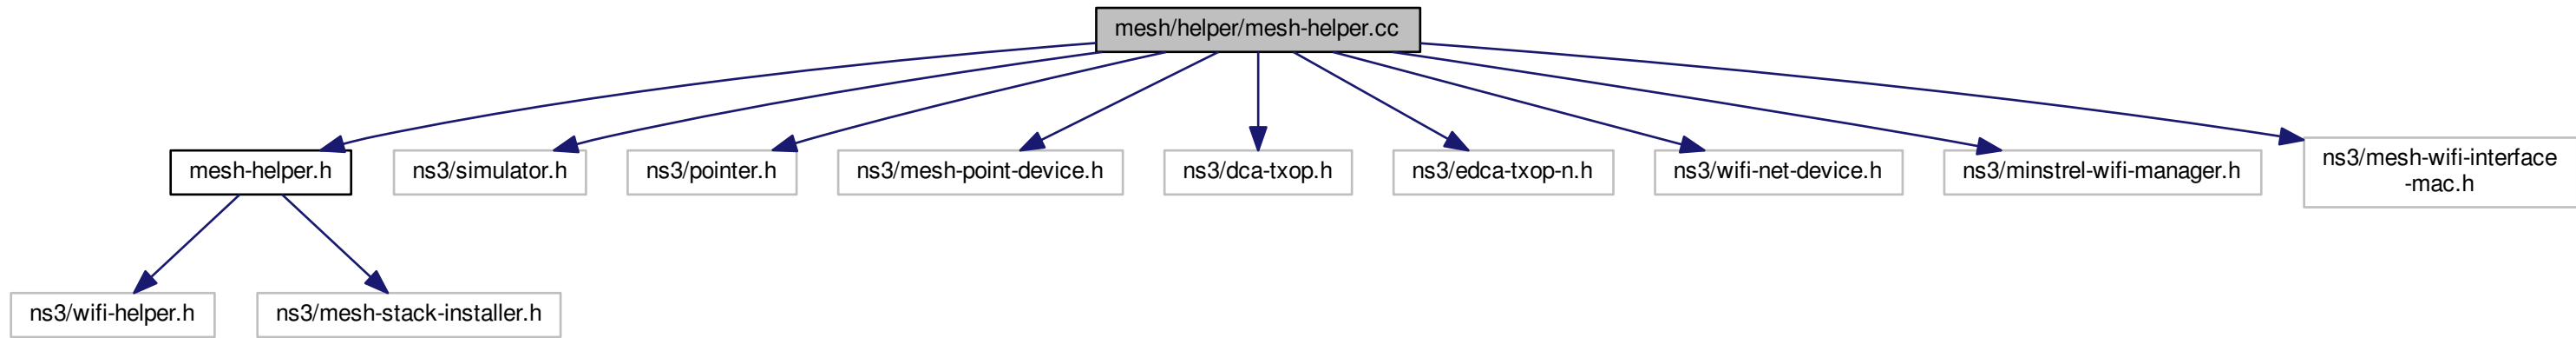 mesh/helper/mesh-helper.cc
mesh-helper.h
ns3/simulator.h
ns3/pointer.h
ns3/mesh-point-device.h
ns3/dca-txop.h
ns3/edca-txop-n.h
ns3/wifi-net-device.h
ns3/minstrel-wifi-manager.h
ns3/mesh-wifi-interface
-mac.h
ns3/wifi-helper.h
ns3/mesh-stack-installer.h